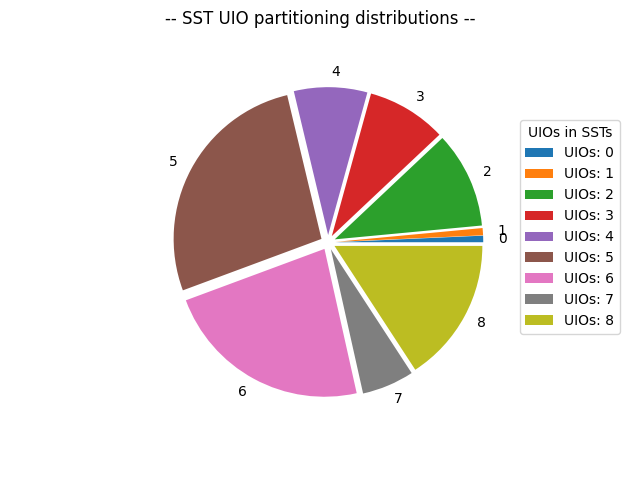 -- SST UIO partitioning distributions --
4
3
5
2
1
0
8
6
7
UIOs in SSTs
UIOs: 0
UIOs: 1
UIOs: 2
UIOs: 3
UIOs: 4
UIOs: 5
UIOs: 6
UIOs: 7
UIOs: 8